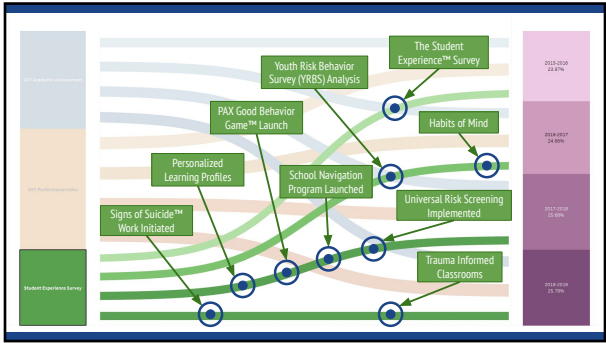 The Student
Experience™ Survey
Youth Risk Behavior
Survey (YRBS) Analysis
PAX Good Behavior
Game™ Launch
Habits of Mind
Personalized
Learning Profiles
School Navigation
Program Launched
Universal Risk Screening
Implemented
Signs of Suicide™
Work Initiated
Trauma Informed
Classrooms
Student Experience Survey
2015-2016
23.87%
2016-2017
24.66%
2017-2018
25.69%
2018-2019
25.78%